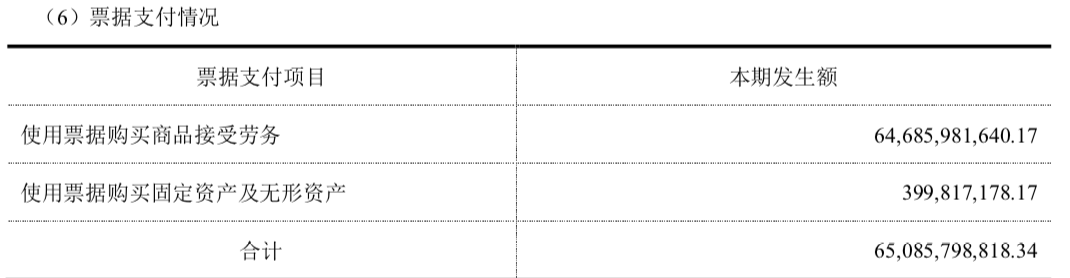 （6）票据支付情况
票据支付项目 本期发生额
使用票据购买商品接受劳务 64,685,981,640.17
使用票据购买固定资产及无形资产 399,817,178.17
合计 65,085,798,818.34